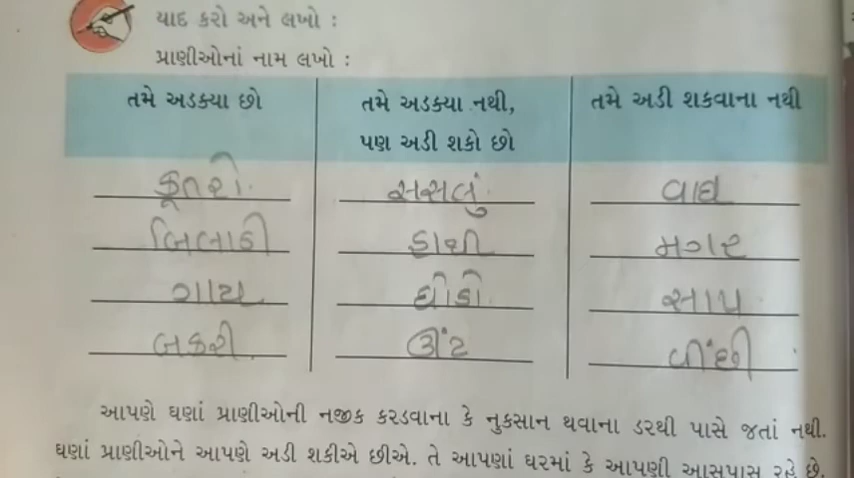 યાદ કરો અને લખો :
પ્રાણીઓનાં નામ લખો :
તમે અડક્યા છો તમે અડક્યા નથી, તમે અડી શકવાના નથી
પણ અડી શકો છો
કૂતરો સસલું વાઘ
બિલાડી હાથી મગર
ગાય ઘોડો સાપ
બકરી ઊંટ વીંછી
આપણે ઘણાં પ્રાણીઓની નજીક કરડવાના કે નુકસાન થવાના ડરથી પાસે જતાં નથી.
ઘણાં પ્રાણીઓને આપણે અડી શકીએ છીએ. તે આપણાં ઘરમાં કે આપણી આસપાસ રહે છે.